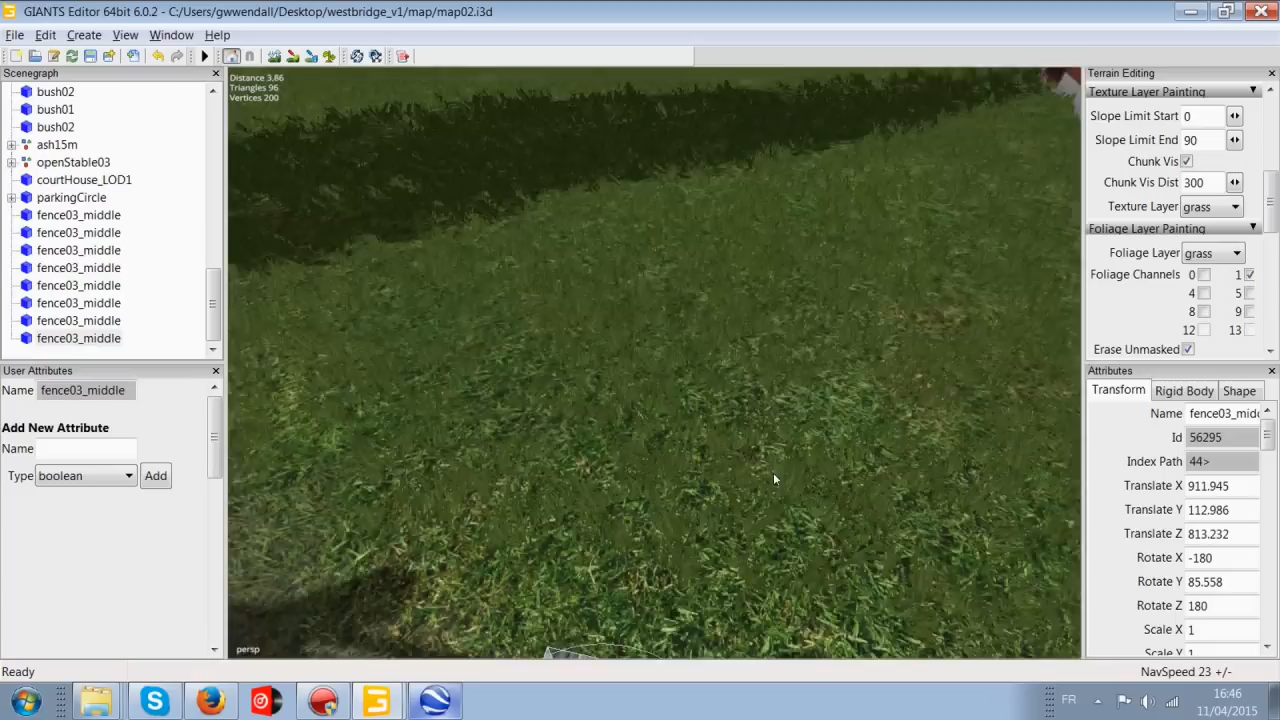 GIANTS Editor 64bit 6.0.2 - C:/Users/gwwendall/Desktop/westbridge_v1/map/map02.i3d
File Edit Create View Window Help
Scenegraph
bush02
bush01
bush02
ash15m
openStable03
courtHouse_LOD1
parkingCircle
fence03_middle
fence03_middle
fence03_middle
fence03_middle
fence03_middle
fence03_middle
fence03_middle
fence03_middle
User Attributes
Name fence03_middle
Add New Attribute
Name
Type boolean Add
Distance 3,86
Triangles 96
Vertices 200
persp
Terrain Editing
Texture Layer Painting
Slope Limit Start 0
Slope Limit End 90
Chunk Vis
Chunk Vis Dist 300
Texture Layer grass
Foliage Layer Painting
Foliage Layer grass
Foliage Channels 0 1
4 5
8 9
12 13
Erase Unmasked
Attributes
Transform Rigid Body Shape
Name fence03_midd
Id 56295
Index Path 44>
Translate X 911.945
Translate Y 112.986
Translate Z 813.232
Rotate X -180
Rotate Y 85.558
Rotate Z 180
Scale X 1
Scale Y 1
Ready NavSpeed 23 +/-
FR 16:46
11/04/2015